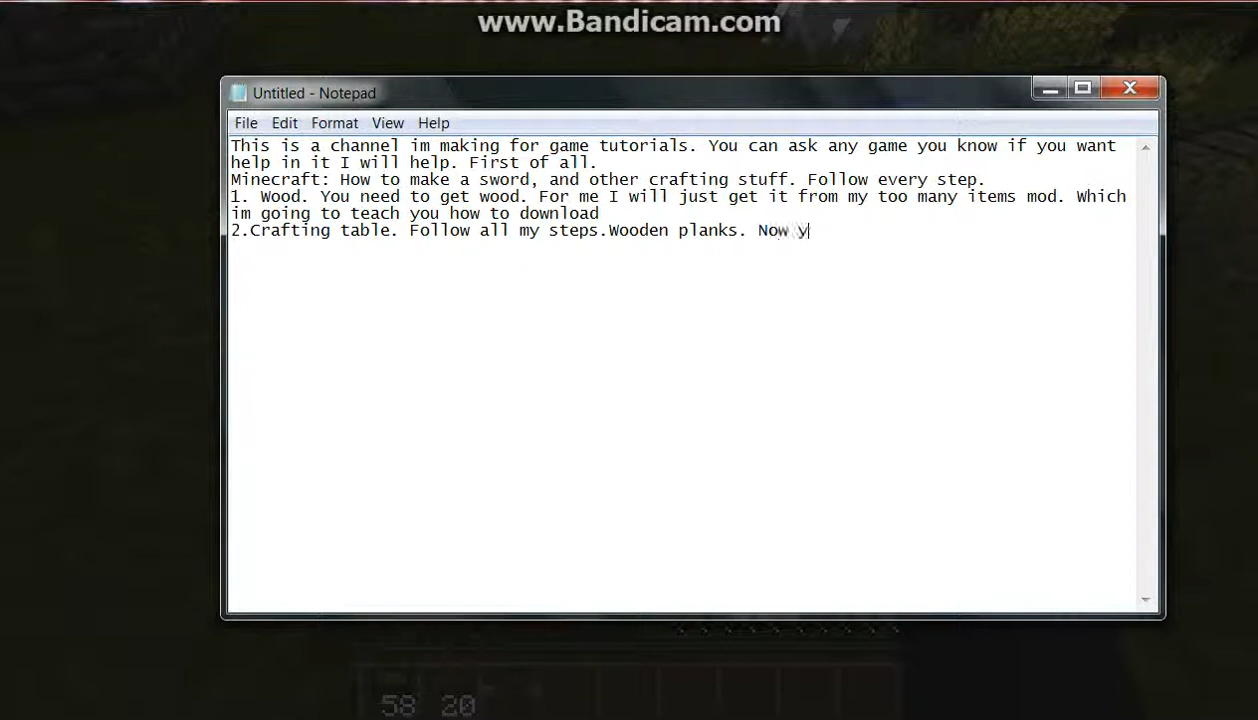 www.Bandicam.com
Untitled - Notepad
File Edit Format View Help
This is a channel im making for game tutorials. You can ask any game you know if you want
help in it I will help. First of all.
Minecraft: How to make a sword, and other crafting stuff. Follow every step.
1. Wood. You need to get wood. For me I will just get it from my too many items mod. Which
im going to teach you how to download
2.Crafting table. Follow all my steps.Wooden planks. Now y
58 20